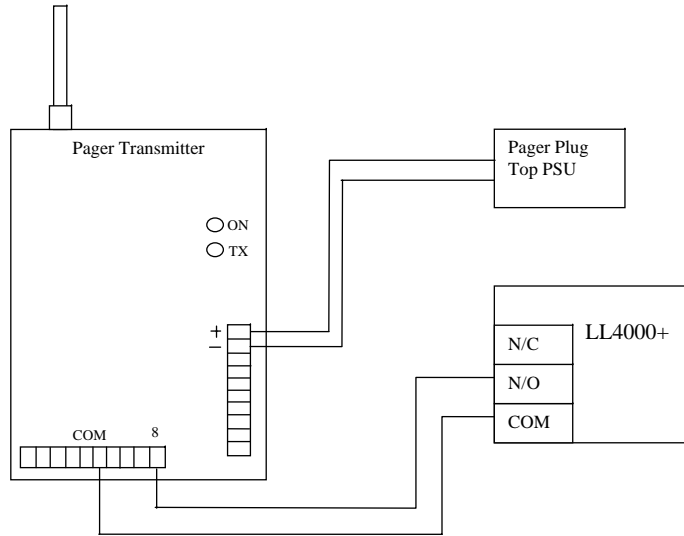 Pager Transmitter
ON
TX
+
–
COM
8
Pager Plug
Top PSU
LL4000+
N/C
N/O
COM